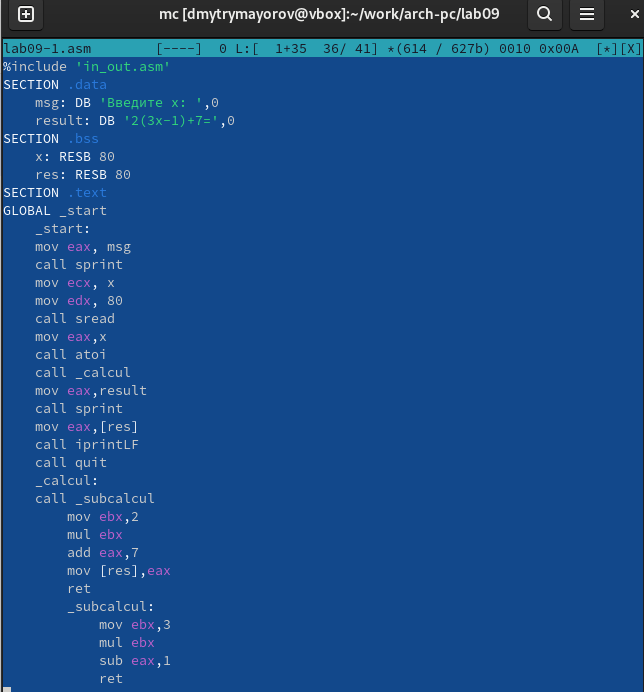 mc [dmytrymayorov@vbox]:~/work/arch-pc/lab09
lab09-1.asm [----] 0 L:[ 1+35 36/ 41] *(614 / 627b) 0010 0x00A [*][X]
%include 'in_out.asm'
SECTION .data
msg: DB 'Введите x: ',0
result: DB '2(3x-1)+7=',0
SECTION .bss
x: RESB 80
res: RESB 80
SECTION .text
GLOBAL _start
_start:
mov eax, msg
call sprint
mov ecx, x
mov edx, 80
call sread
mov eax,x
call atoi
call _calcul
mov eax,result
call sprint
mov eax,[res]
call iprintLF
call quit
_calcul:
call _subcalcul
mov ebx,2
mul ebx
add eax,7
mov [res],eax
ret
_subcalcul:
mov ebx,3
mul ebx
sub eax,1
ret